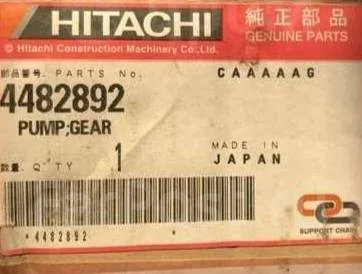 HITACHI 純正部品
GENUINE PARTS
© Hitachi Construction Machinery Co.,Ltd.
部品番号. PARTS No. CAAAAAG
4482892
PUMP;GEAR
数量. Q'TY 1 MADE IN
JAPAN
*4482892
SUPPORT CHAIN